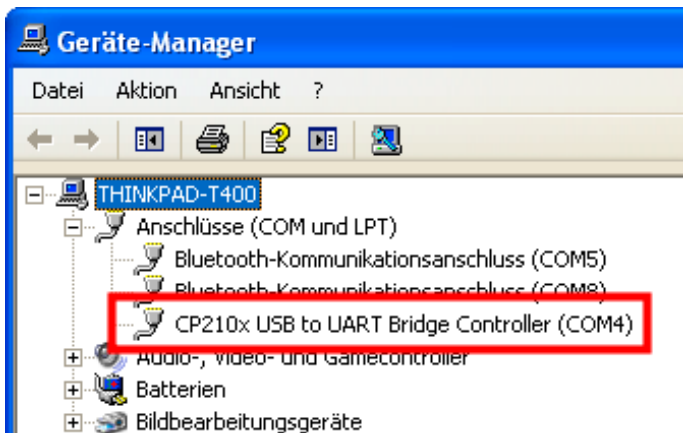 Geräte-Manager
Datei Aktion Ansicht ?
THINKPAD-T400
Anschlüsse (COM und LPT)
Bluetooth-Kommunikationsanschluss (COM5)
Bluetooth-Kommunikationsanschluss (COM8)
CP210x USB to UART Bridge Controller (COM4)
Audio-, Video- und Gamecontroller
Batterien
Bildbearbeitungsgeräte